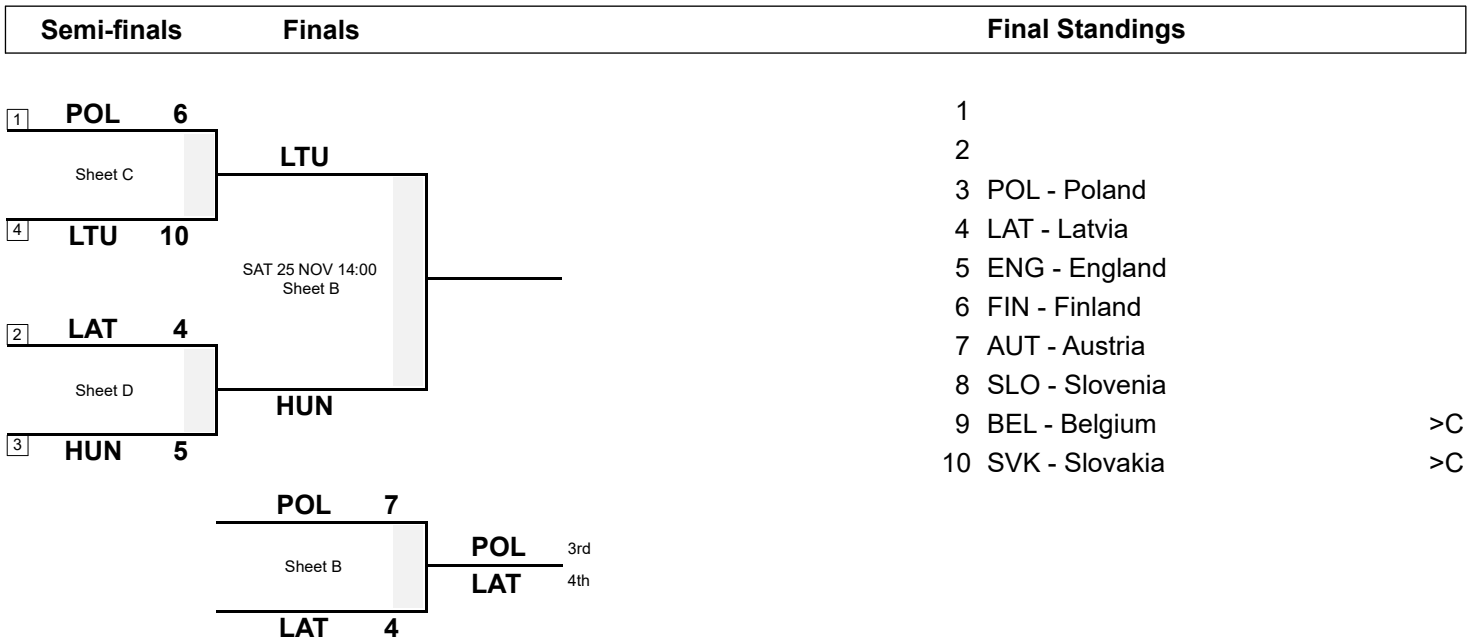 Semi-finals Finals Final Standings
1 POL 6
Sheet C
4 LTU 10
LTU
SAT 25 NOV 14:00
Sheet B
HUN
2 LAT 4
Sheet D
3 HUN 5
POL 7
Sheet B
LAT 4
POL 3rd
LAT 4th
1
2
3 POL - Poland
4 LAT - Latvia
5 ENG - England
6 FIN - Finland
7 AUT - Austria
8 SLO - Slovenia
9 BEL - Belgium >C
10 SVK - Slovakia >C